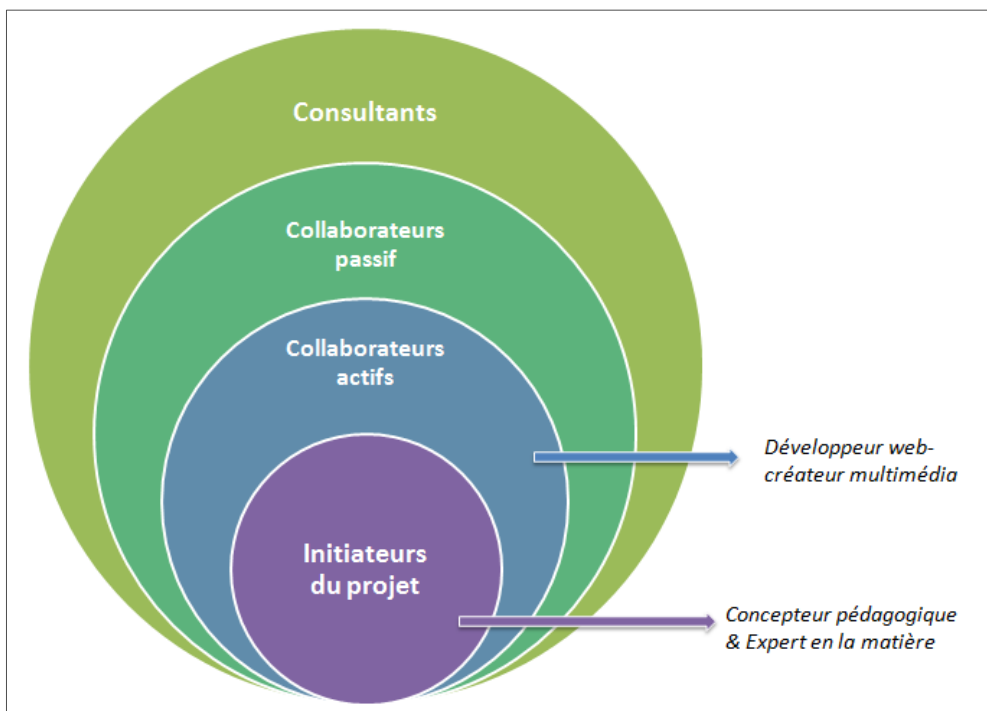 Consultants
Collaborateurs
passif
Collaborateurs
actifs
Développeur web-
créateur multimédia
Initiateurs
du projet
Concepteur pédagogique
& Expert en la matière